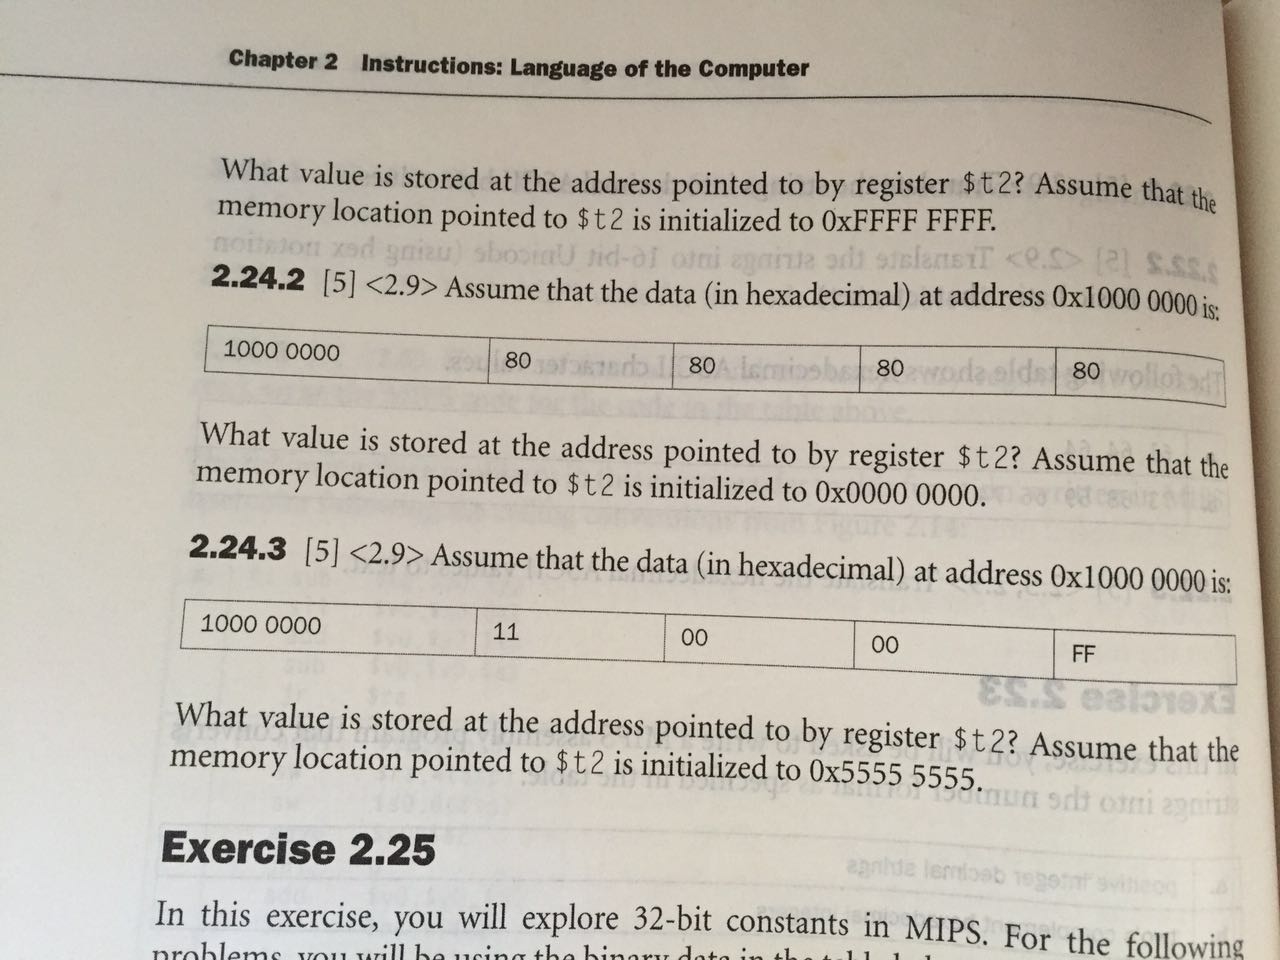 Chapter 2 Instructions: Language of the Computer
What value is stored at the address pointed to by register $t2? Assume that the
memory location pointed to $t2 is initialized to 0xFFFF FFFF.
2.24.2 [5] <2.9> Assume that the data (in hexadecimal) at address 0x1000 0000 is:
1000 0000 80 80 80 80
What value is stored at the address pointed to by register $t2? Assume that the
memory location pointed to $t2 is initialized to 0x0000 0000.
2.24.3 [5] <2.9> Assume that the data (in hexadecimal) at address 0x1000 0000 is:
1000 0000 11 00 00 FF
What value is stored at the address pointed to by register $t2? Assume that the
memory location pointed to $t2 is initialized to 0x5555 5555.
Exercise 2.25
In this exercise, you will explore 32-bit constants in MIPS. For the following
problems, you will be using the binary data in the